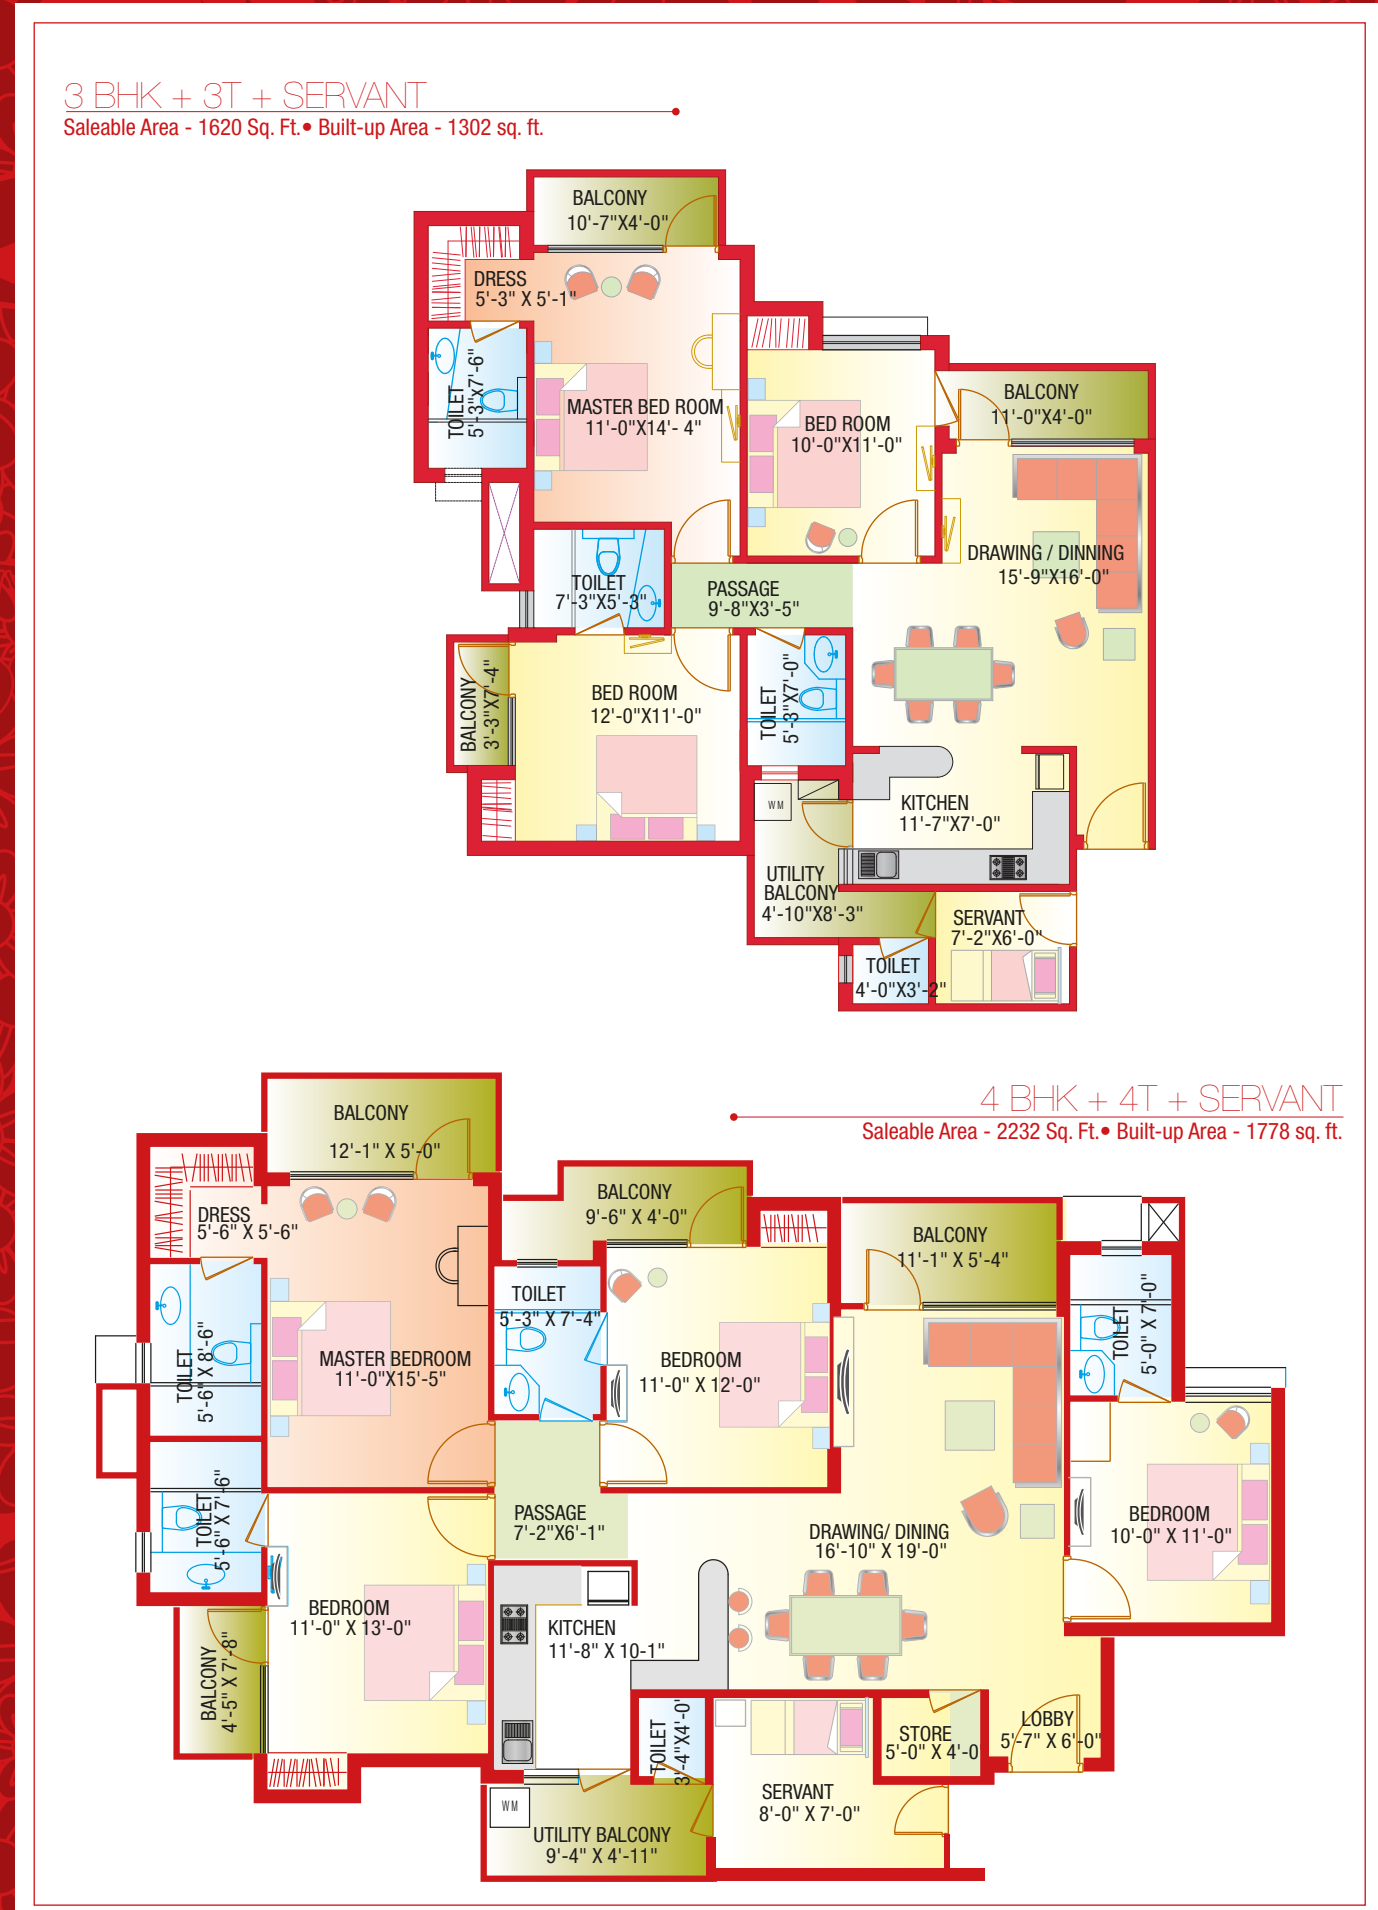 3 BHK + 3T + SERVANT
Saleable Area - 1620 Sq. Ft.• Built-up Area - 1302 sq. ft.
BALCONY
10'-7"X4'-0"
DRESS
5'-3" X 5'-1"
TOILET
5'-3"x7'-6"
MASTER BED ROOM
11'-0"X14'- 4"
BED ROOM
10'-0"X11'-0"
BALCONY
11'-0"X4'-0"
DRAWING / DINNING
15'-9"X16'-0"
TOILET
7'-3"X5'-3"
PASSAGE
9'-8"X3'-5"
BALCONY
3'-3"X7'-4"
BED ROOM
12'-0"X11'-0"
TOILET
5'-3"X7'-0"
WM
KITCHEN
11'-7"X7'-0"
UTILITY
BALCONY
4'-10"X8'-3"
SERVANT
7'-2"X6'-0"
TOILET
4'-0"X3'-2"
4 BHK + 4T + SERVANT
Saleable Area - 2232 Sq. Ft.• Built-up Area - 1778 sq. ft.
BALCONY
12'-1" X 5'-0"
BALCONY
9'-6" X 4'-0"
DRESS
5'-6" X 5'-6"
BALCONY
11'-1" X 5'-4"
TOILET
5'-3" X 7'-4"
TOILET
5'-0" X 7'-0"
TOILET
5'-6" X 8'-6"
MASTER BEDROOM
11'-0"X15'-5"
BEDROOM
11'-0" X 12'-0"
TOILET
5'-6" X 7'-6"
PASSAGE
7'-2"X6'-1"
DRAWING/ DINING
16'-10" X 19'-0"
BEDROOM
10'-0" X 11'-0"
BEDROOM
11'-0" X 13'-0"
KITCHEN
11'-8" X 10-1"
BALCONY
4'-5" X 7'-8"
TOILET
3'-4"X4'-0'
STORE
5'-0" X 4'-0
LOBBY
5'-7" X 6'-0"
SERVANT
8'-0" X 7'-0"
WM
UTILITY BALCONY
9'-4" X 4'-11"